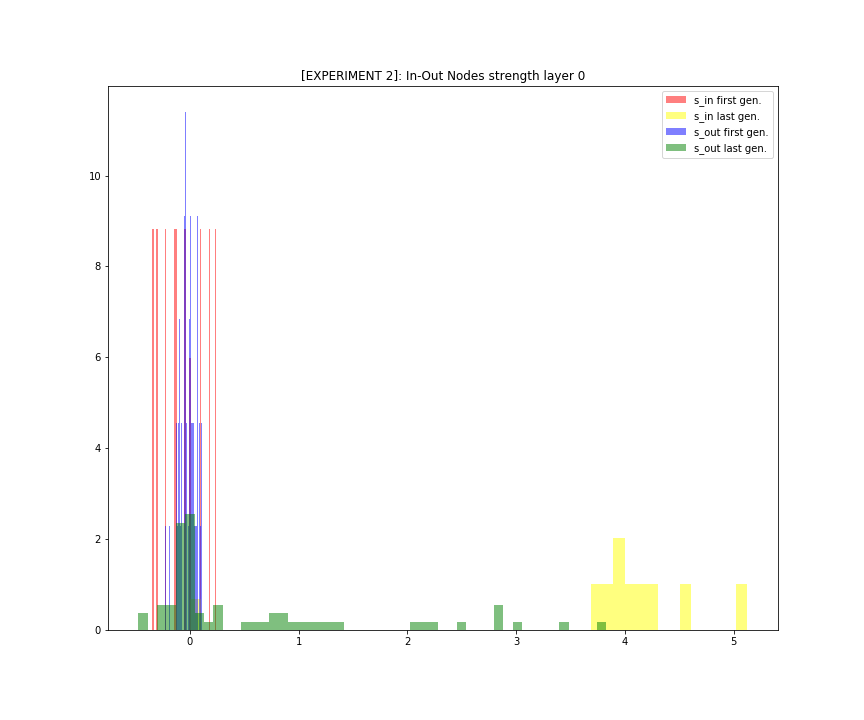 [EXPERIMENT 2]: In-Out Nodes strength layer 0
s_in first gen.
s_in last gen.
s_out first gen.
s_out last gen.
10
8
6
4
2
0
0 1 2 3 4 5